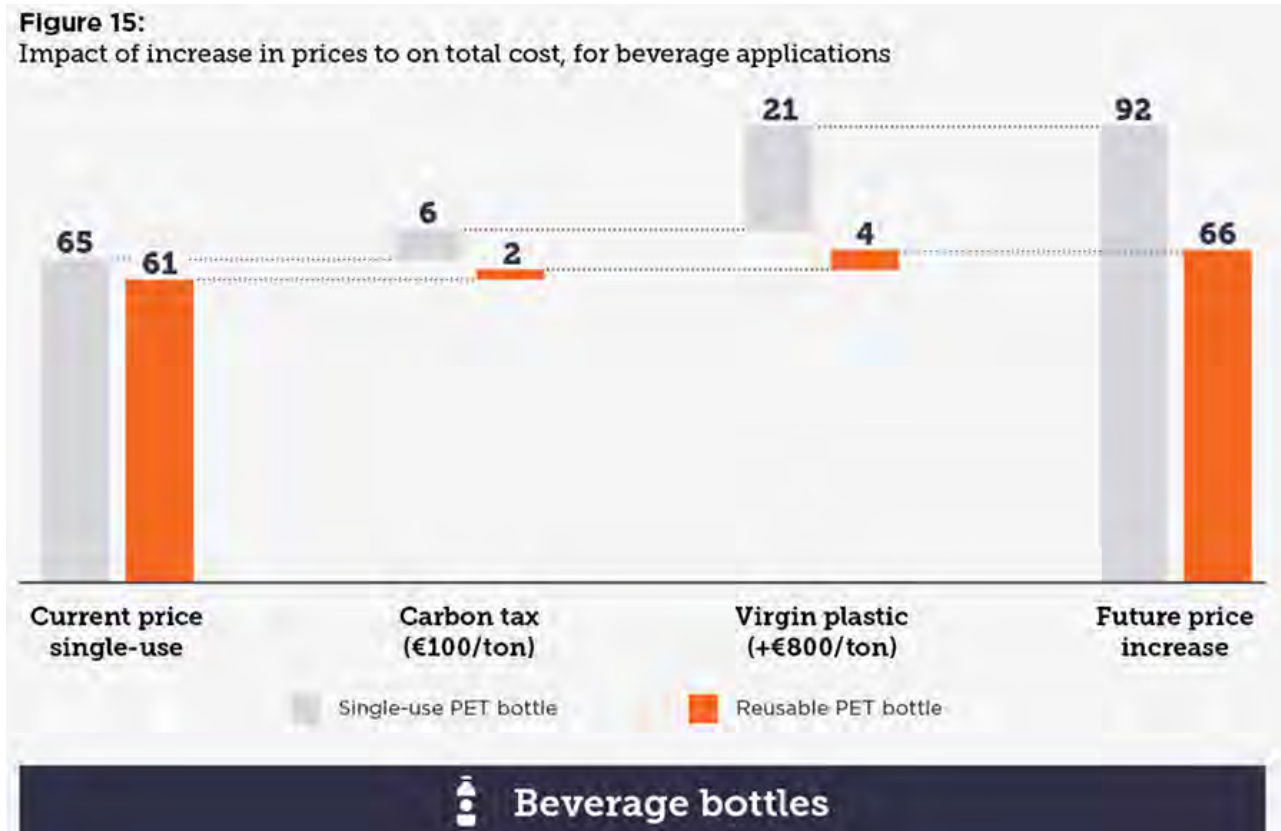 Figure 15:
Impact of increase in prices to on total cost, for beverage applications
65
61
6
2
21
4
92
66
Current price
single-use
Carbon tax
(€100/ton)
Virgin plastic
(+€800/ton)
Future price
increase
Single-use PET bottle
Reusable PET bottle
Beverage bottles